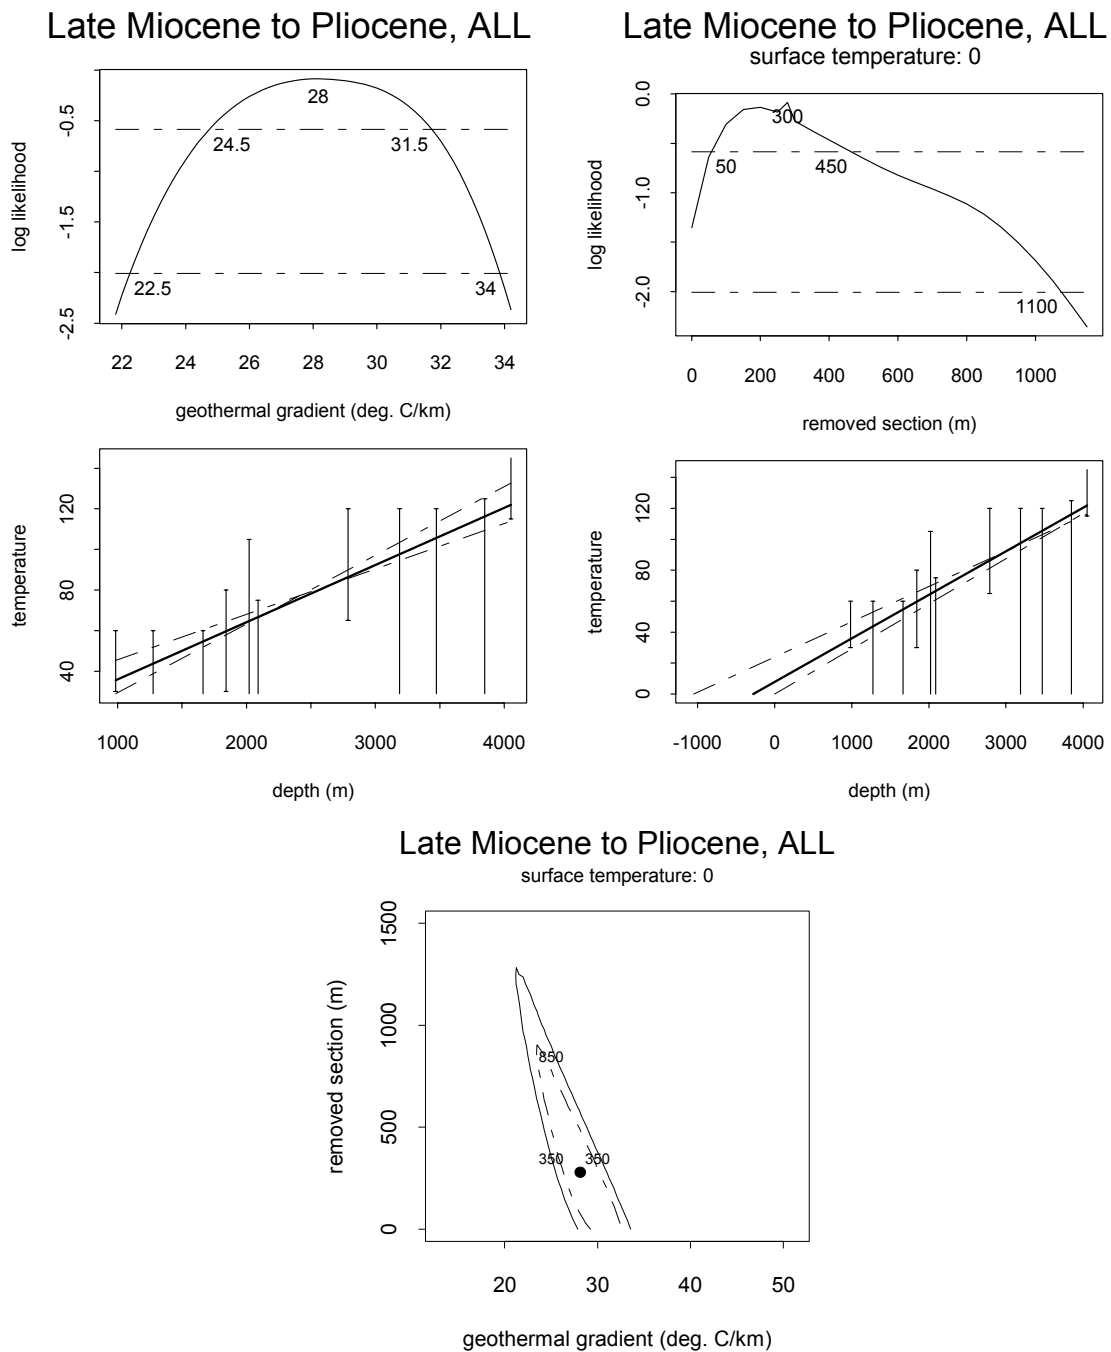 Late Miocene to Pliocene, ALL
log likelihood
-0.5
-1.5
-2.5
28
24.5
31.5
22.5
34
22 24 26 28 30 32 34
geothermal gradient (deg. C/km)
Late Miocene to Pliocene, ALL
surface temperature: 0
log likelihood
0.0
-1.0
-2.0
300
50
450
1100
0 200 400 600 800 1000
removed section (m)
temperature
120
80
40
1000 2000 3000 4000
depth (m)
temperature
120
80
40
0
-1000 0 1000 2000 3000 4000
depth (m)
Late Miocene to Pliocene, ALL
surface temperature: 0
removed section (m)
1500
1000
500
0
850
350 350
20 30 40 50
geothermal gradient (deg. C/km)